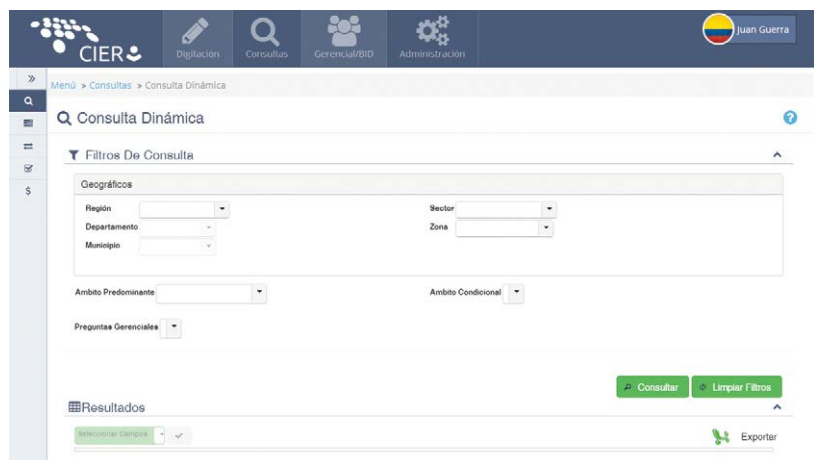 CIER
Digitación
Consultas
Gerencial/BID
Administración
Juan Guerra
Menú » Consultas » Consulta Dinámica
Consulta Dinámica
Filtros De Consulta
Geográficos
Región
Sector
Departamento
Zona
Municipio
Ambito Predominante
Ambito Condicional
Preguntas Gerenciales
Consultar
Limpiar Filtros
Resultados
Seleccionar Campos
Exportar